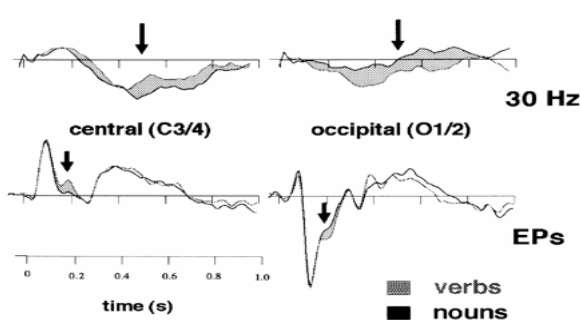 30 Hz
central (C3/4)
occipital (O1/2)
EPs
0 0.2 0.4 0.6 0.8 1.0
time (s)
verbs
nouns